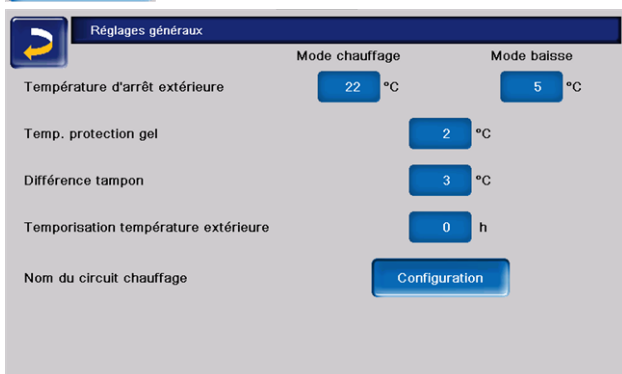 Réglages généraux
Mode chauffage Mode baisse
Température d'arrêt extérieure 22 °C 5 °C
Temp. protection gel 2 °C
Différence tampon 3 °C
Temporisation température extérieure 0 h
Nom du circuit chauffage Configuration